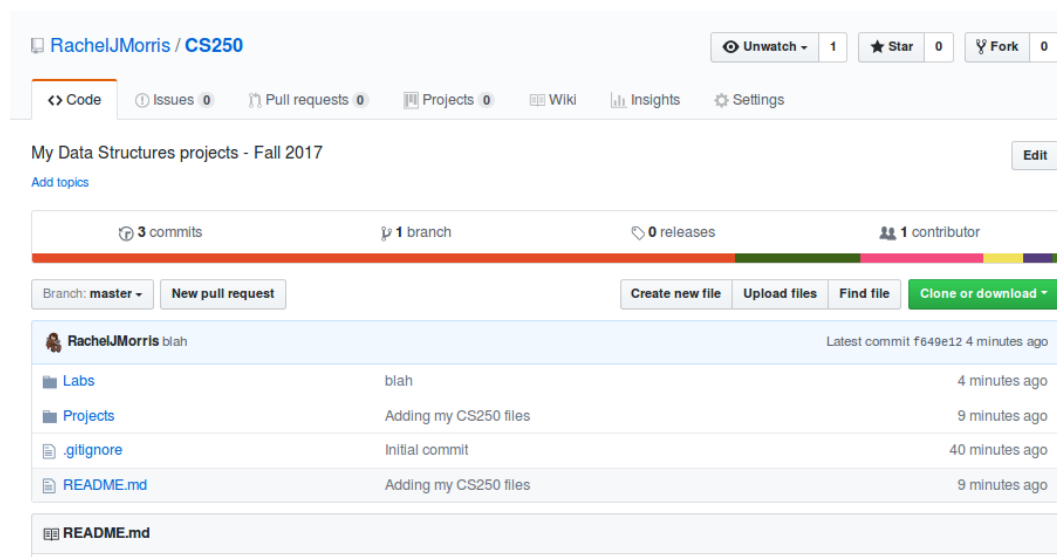 RachelJMorris / CS250
Unwatch 1 Star 0 Fork 0
Code Issues 0 Pull requests 0 Projects 0 Wiki Insights Settings
My Data Structures projects - Fall 2017 Edit
Add topics
3 commits 1 branch 0 releases 1 contributor
Branch: master New pull request Create new file Upload files Find file Clone or download
RachelJMorris blah Latest commit f649e12 4 minutes ago
Labs blah 4 minutes ago
Projects Adding my CS250 files 9 minutes ago
.gitignore Initial commit 40 minutes ago
README.md Adding my CS250 files 9 minutes ago
README.md